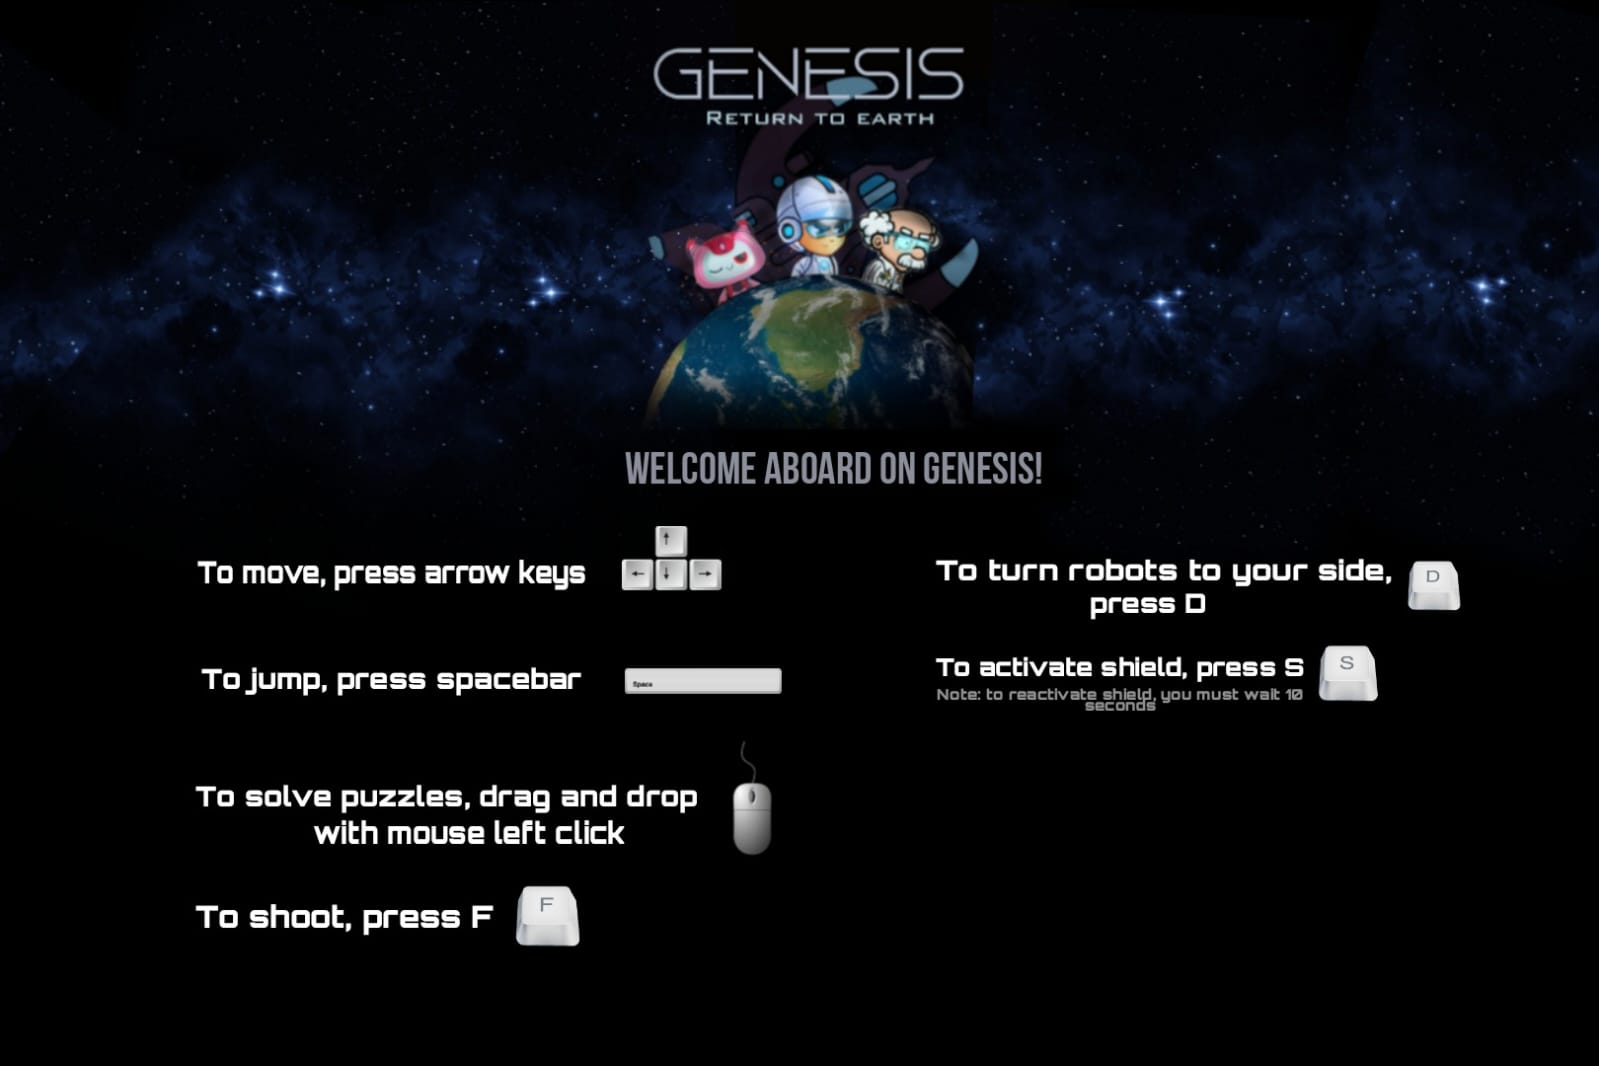 GENESIS
RETURN TO EARTH
WELCOME ABOARD ON GENESIS!
To move, press arrow keys
To jump, press spacebar
Space
To solve puzzles, drag and drop
with mouse left click
To shoot, press F
F
To turn robots to your side,
press D
D
To activate shield, press S
S
Note: to reactivate shield, you must wait 10
seconds